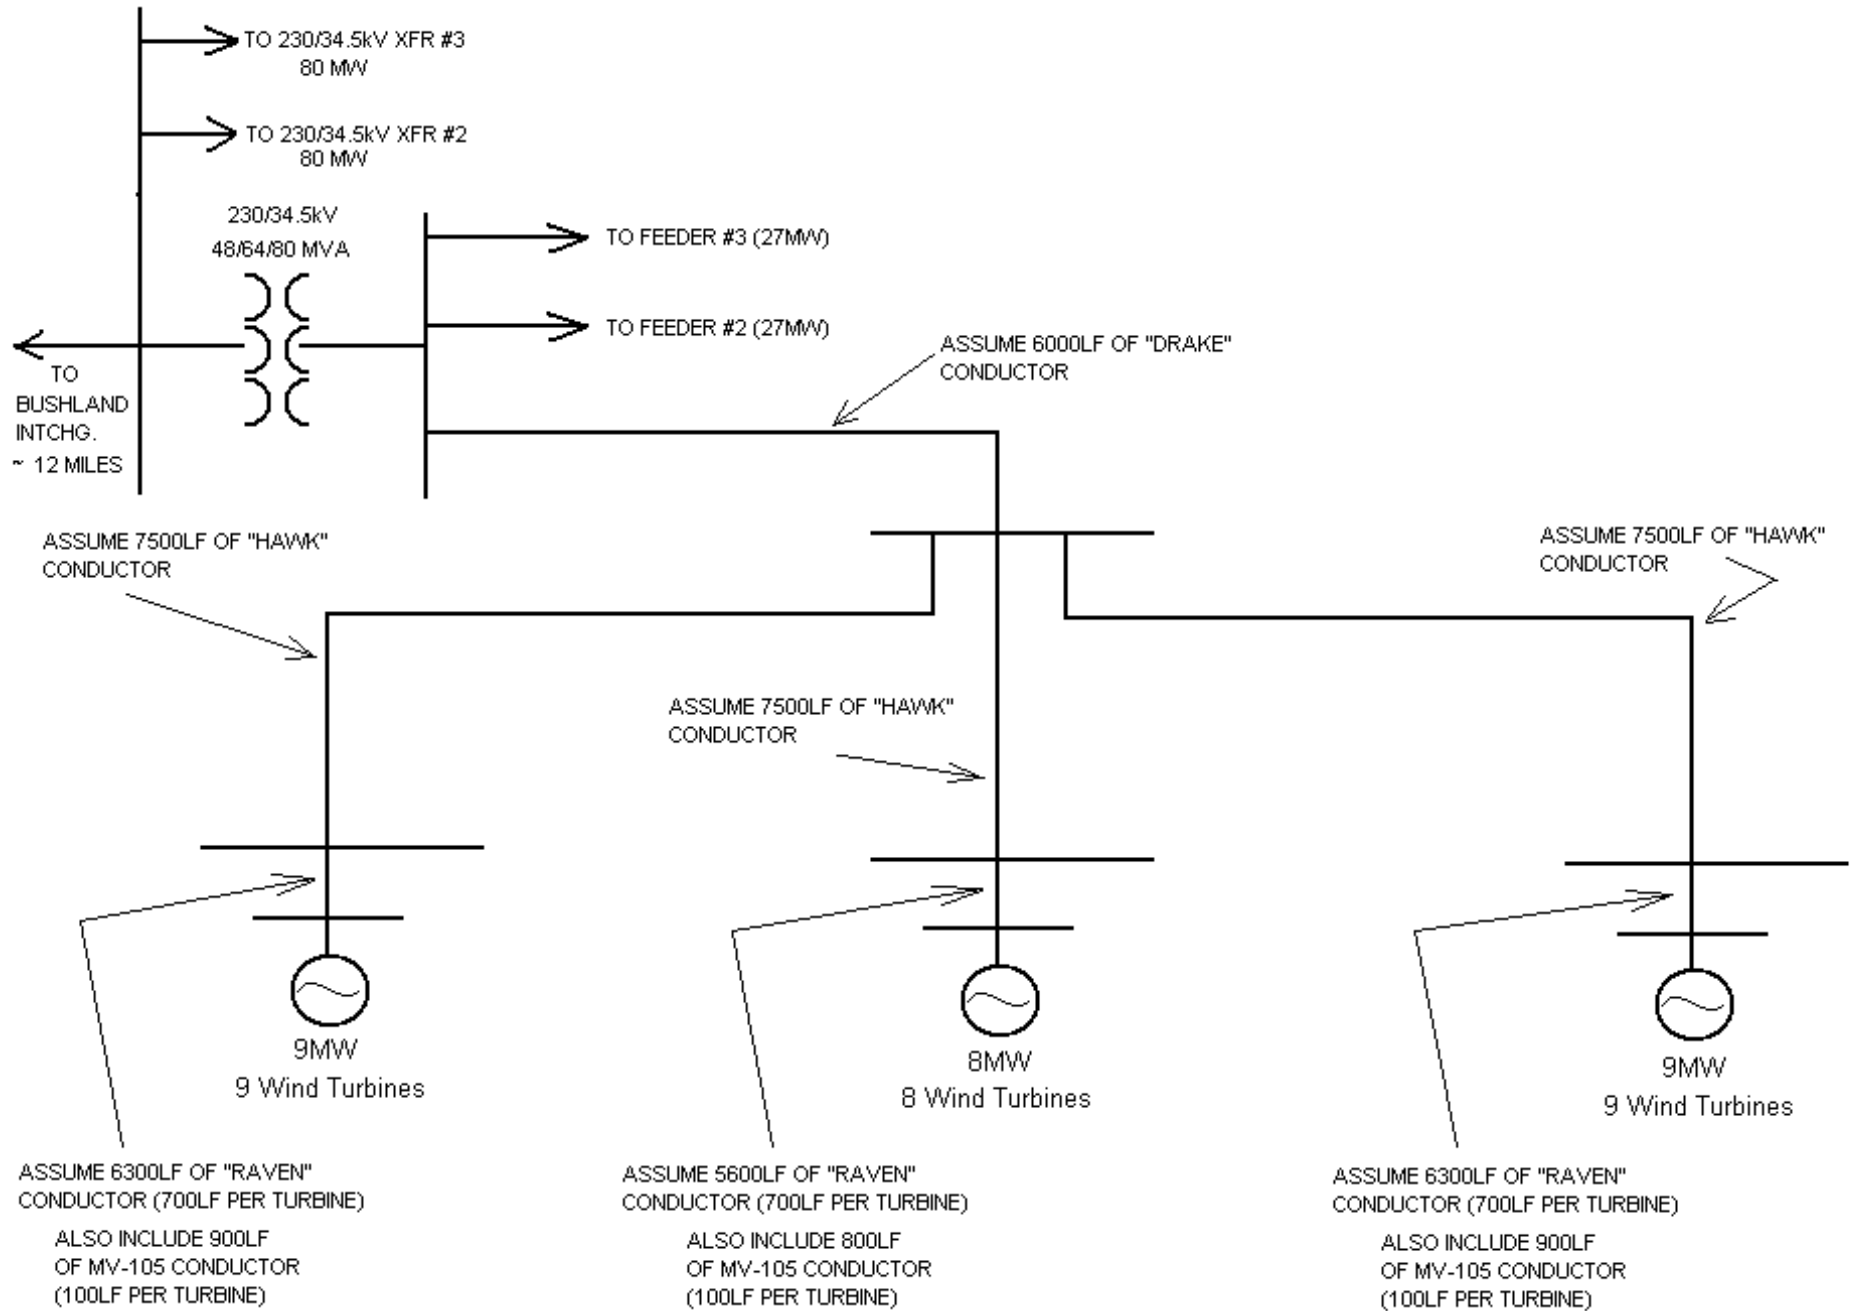 TO 230/34.5kV XFR #3
80 MW
TO 230/34.5kV XFR #2
80 MW
230/34.5kV
48/64/80 MVA
TO FEEDER #3 (27MW)
TO FEEDER #2 (27MW)
TO
BUSHLAND
INTCHG.
~ 12 MILES
ASSUME 6000LF OF "DRAKE"
CONDUCTOR
ASSUME 7500LF OF "HAWK"
CONDUCTOR
ASSUME 7500LF OF "HAWK"
CONDUCTOR
ASSUME 7500LF OF "HAWK"
CONDUCTOR
9MW
9 Wind Turbines
8MW
8 Wind Turbines
9MW
9 Wind Turbines
ASSUME 6300LF OF "RAVEN"
CONDUCTOR (700LF PER TURBINE)
ALSO INCLUDE 900LF
OF MV-105 CONDUCTOR
(100LF PER TURBINE)
ASSUME 5600LF OF "RAVEN"
CONDUCTOR (700LF PER TURBINE)
ALSO INCLUDE 800LF
OF MV-105 CONDUCTOR
(100LF PER TURBINE)
ASSUME 6300LF OF "RAVEN"
CONDUCTOR (700LF PER TURBINE)
ALSO INCLUDE 900LF
OF MV-105 CONDUCTOR
(100LF PER TURBINE)